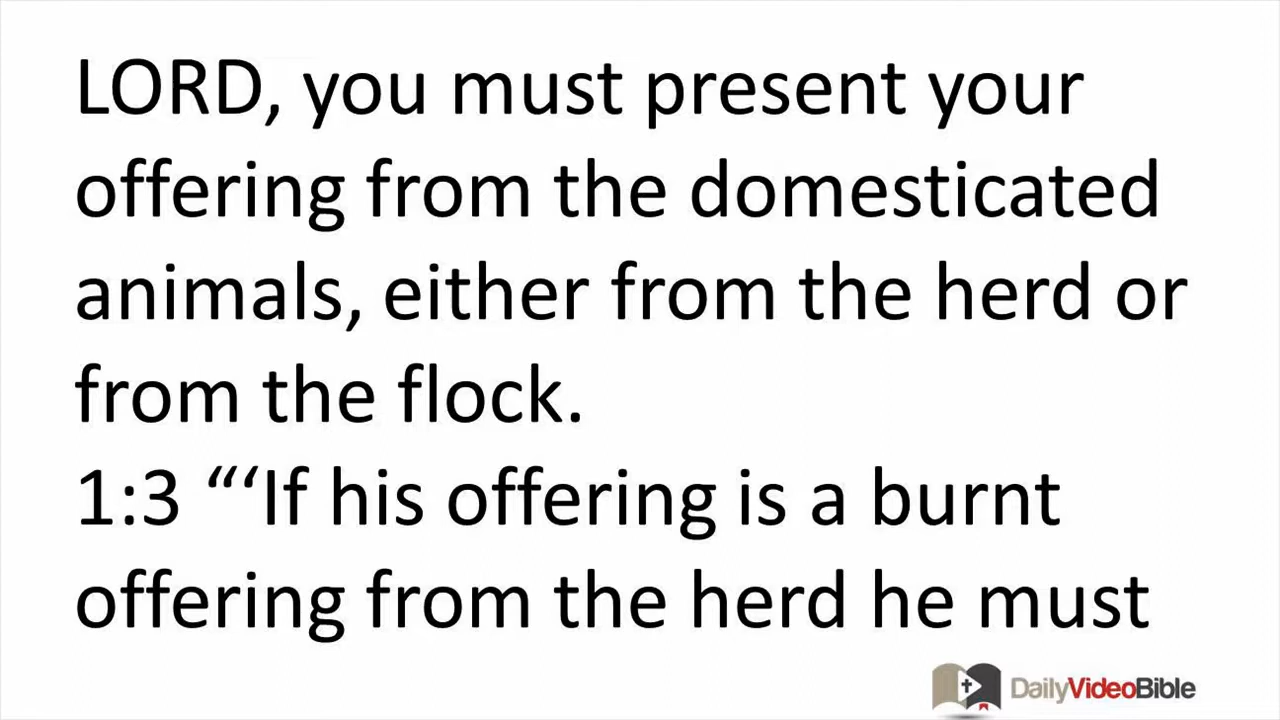 LORD, you must present your
offering from the domesticated
animals, either from the herd or
from the flock.
1:3 “‘If his offering is a burnt
offering from the herd he must
DailyVideoBible